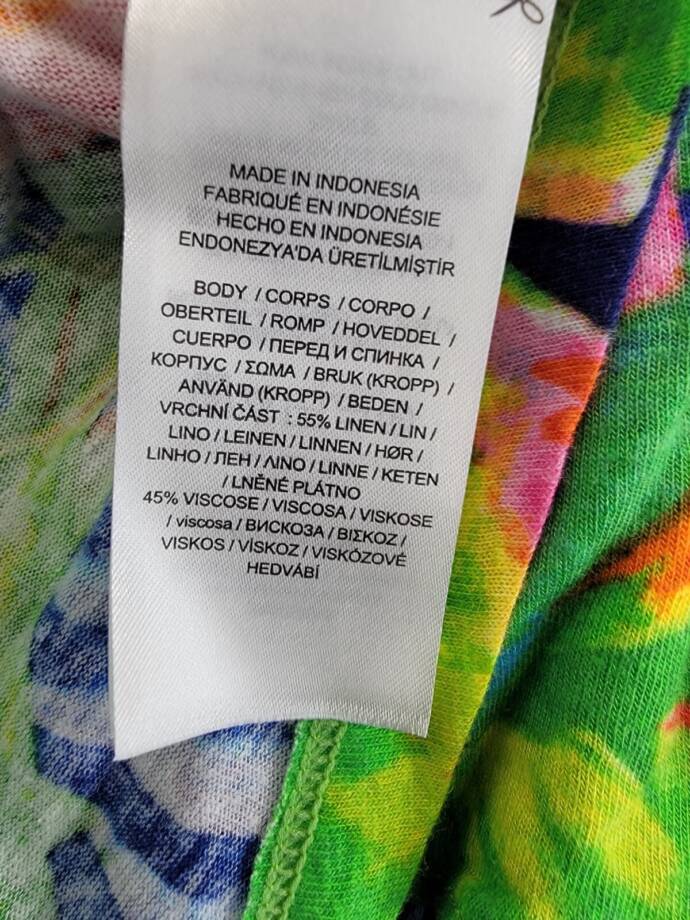 MADE IN INDONESIA
FABRIQUÉ EN INDONÉSIE
HECHO EN INDONESIA
ENDONEZYA'DA ÜRETİLMİŞTİR
BODY / CORPS / CORPO /
OBERTEIL / ROMP / HOVEDDEL /
CUERPO / ПЕРЕД И СПИНКА /
КОРПУС / ΣΩΜΑ / BRUK (KROPP) /
ANVÄND (KROPP) / BEDEN /
VRCHNÍ ČÁST : 55% LINEN / LIN /
LINO / LEINEN / LINNEN / HØR /
LINHO / ЛЕН / ΛΙΝΟ / LINNE / KETEN
/ LNĚNÉ PLÁTNO
45% VISCOSE / VISCOSA / VISKOSE
/ viscosa / ВИСКОЗА / ΒΙΣΚΟΖ /
VISKOS / VİSKOZ / VISKÓZOVÉ
HEDVÁBÍ